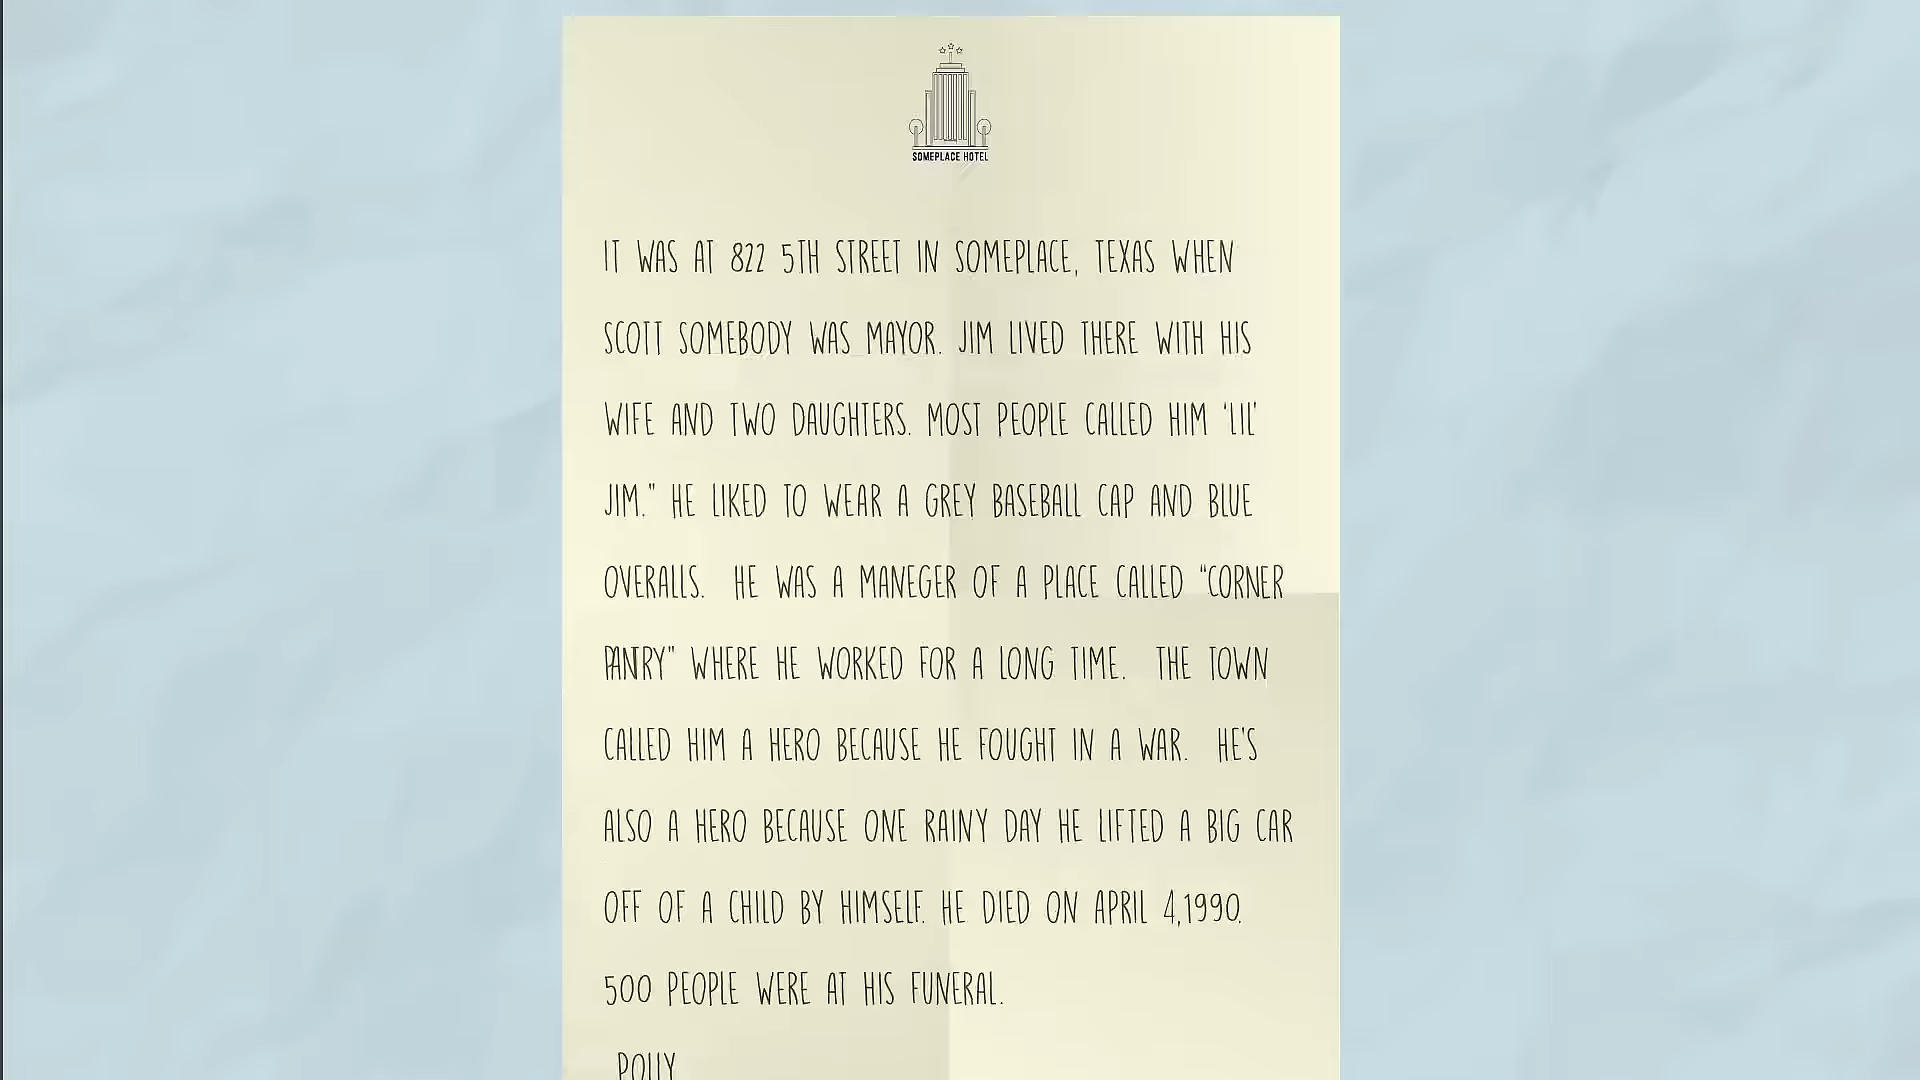 SOMEPLACE HOTEL
IT WAS AT 822 5TH STREET IN SOMEPLACE, TEXAS WHEN
SCOTT SOMEBODY WAS MAYOR. JIM LIVED THERE WITH HIS
WIFE AND TWO DAUGHTERS. MOST PEOPLE CALLED HIM 'LIL'
JIM." HE LIKED TO WEAR A GREY BASEBALL CAP AND BLUE
OVERALLS. HE WAS A MANEGER OF A PLACE CALLED "CORNER
PANTRY" WHERE HE WORKED FOR A LONG TIME. THE TOWN
CALLED HIM A HERO BECAUSE HE FOUGHT IN A WAR. HE'S
ALSO A HERO BECAUSE ONE RAINY DAY HE LIFTED A BIG CAR
OFF OF A CHILD BY HIMSELF. HE DIED ON APRIL 4,1990.
500 PEOPLE WERE AT HIS FUNERAL.
POLLY